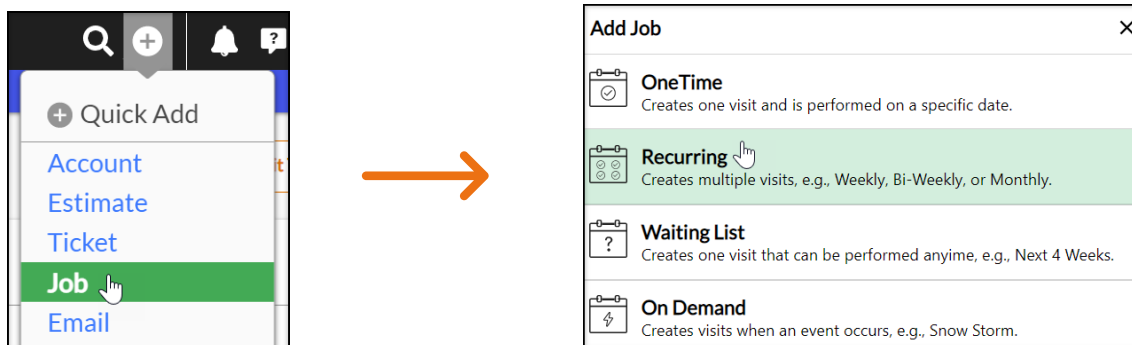 Quick Add
Account
Estimate
Ticket
Job
Email
Add Job
OneTime
Creates one visit and is performed on a specific date.
Recurring
Creates multiple visits, e.g., Weekly, Bi-Weekly, or Monthly.
Waiting List
Creates one visit that can be performed anyime, e.g., Next 4 Weeks.
On Demand
Creates visits when an event occurs, e.g., Snow Storm.